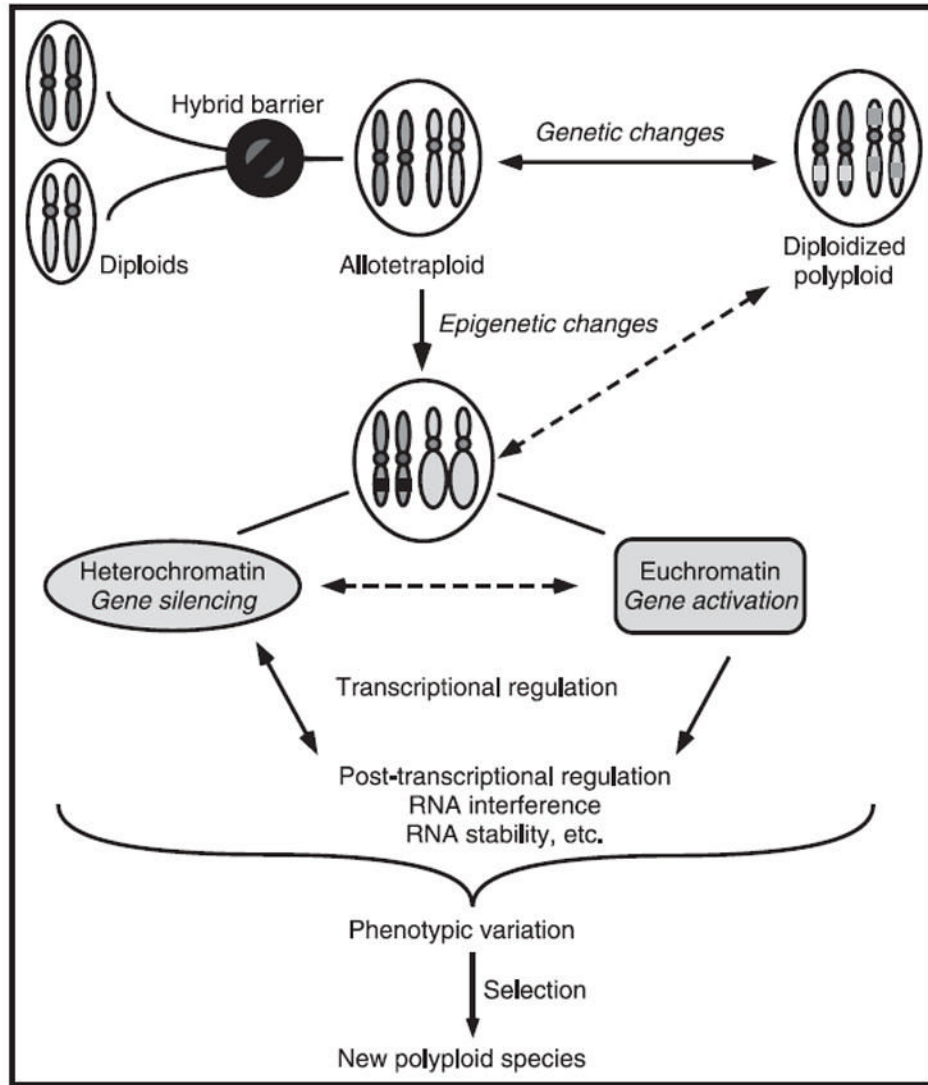 Hybrid barrier
Genetic changes
Diploids
Allotetraploid
Diploidized
polyploid
Epigenetic changes
Heterochromatin
Gene silencing
Euchromatin
Gene activation
Transcriptional regulation
Post-transcriptional regulation
RNA interference
RNA stability, etc.
Phenotypic variation
Selection
New polyploid species